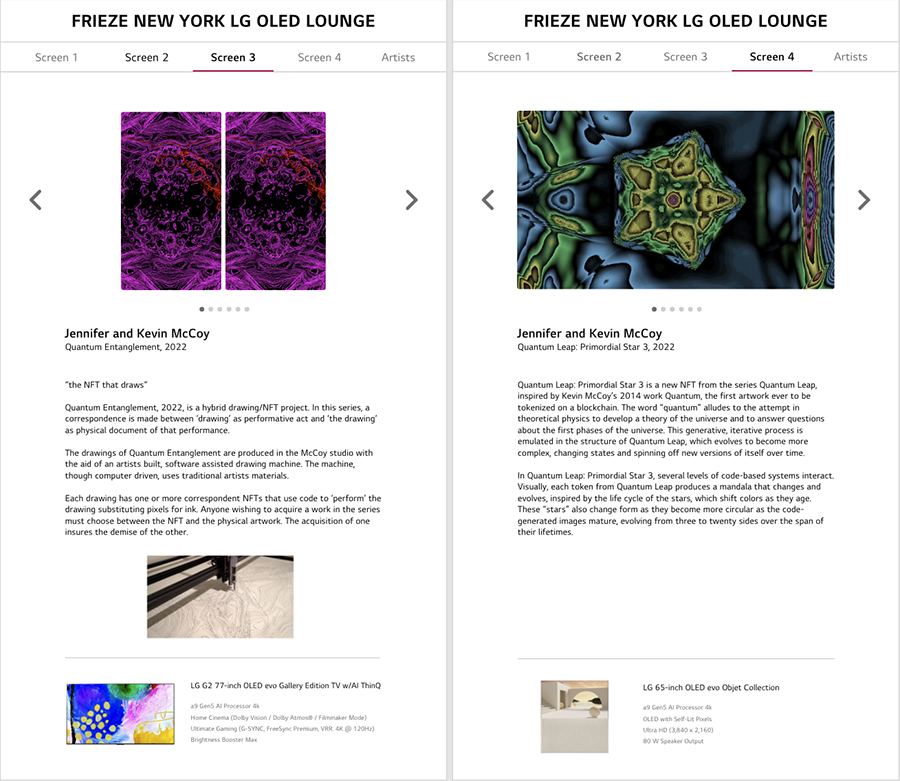 FRIEZE NEW YORK LG OLED LOUNGE
Screen 1
Screen 2
Screen 3
Screen 4
Artists
Jennifer and Kevin McCoy
Quantum Entanglement, 2022
“the NFT that draws”
Quantum Entanglement, 2022, is a hybrid drawing/NFT project. In this series, a
correspondence is made between ‘drawing’ as performative act and ‘the drawing’
as physical document of that performance.
The drawings of Quantum Entanglement are produced in the McCoy studio with
the aid of an artists built, software assisted drawing machine. The machine,
though computer driven, uses traditional artists materials.
Each drawing has one or more correspondent NFTs that use code to ‘perform’ the
drawing substituting pixels for ink. Anyone wishing to acquire a work in the series
must choose between the NFT and the physical artwork. The acquisition of one
insures the demise of the other.
LG G2 77-inch OLED evo Gallery Edition TV w/AI ThinQ
a9 Gen5 AI Processor 4k
Home Cinema (Dolby Vision / Dolby Atmos® / Filmmaker Mode)
Ultimate Gaming (G-SYNC, FreeSync Premium, VRR. 4K @ 120Hz)
Brightness Booster Max
FRIEZE NEW YORK LG OLED LOUNGE
Screen 1
Screen 2
Screen 3
Screen 4
Artists
Jennifer and Kevin McCoy
Quantum Leap: Primordial Star 3, 2022
Quantum Leap: Primordial Star 3 is a new NFT from the series Quantum Leap,
inspired by Kevin McCoy’s 2014 work Quantum, the first artwork ever to be
tokenized on a blockchain. The word “quantum” alludes to the attempt in
theoretical physics to develop a theory of the universe and to answer questions
about the first phases of the universe. This generative, iterative process is
emulated in the structure of Quantum Leap, which evolves to become more
complex, changing states and spinning off new versions of itself over time.
In Quantum Leap: Primordial Star 3, several levels of code-based systems interact.
Visually, each token from Quantum Leap produces a mandala that changes and
evolves, inspired by the life cycle of the stars, which shift colors as they age.
These “stars” also change form as they become more circular as the code-
generated images mature, evolving from three to twenty sides over the span of
their lifetimes.
LG 65-inch OLED evo Objet Collection
a9 Gen5 AI Processor 4k
OLED with Self-Lit Pixels
Ultra HD (3,840 x 2,160)
80 W Speaker Output